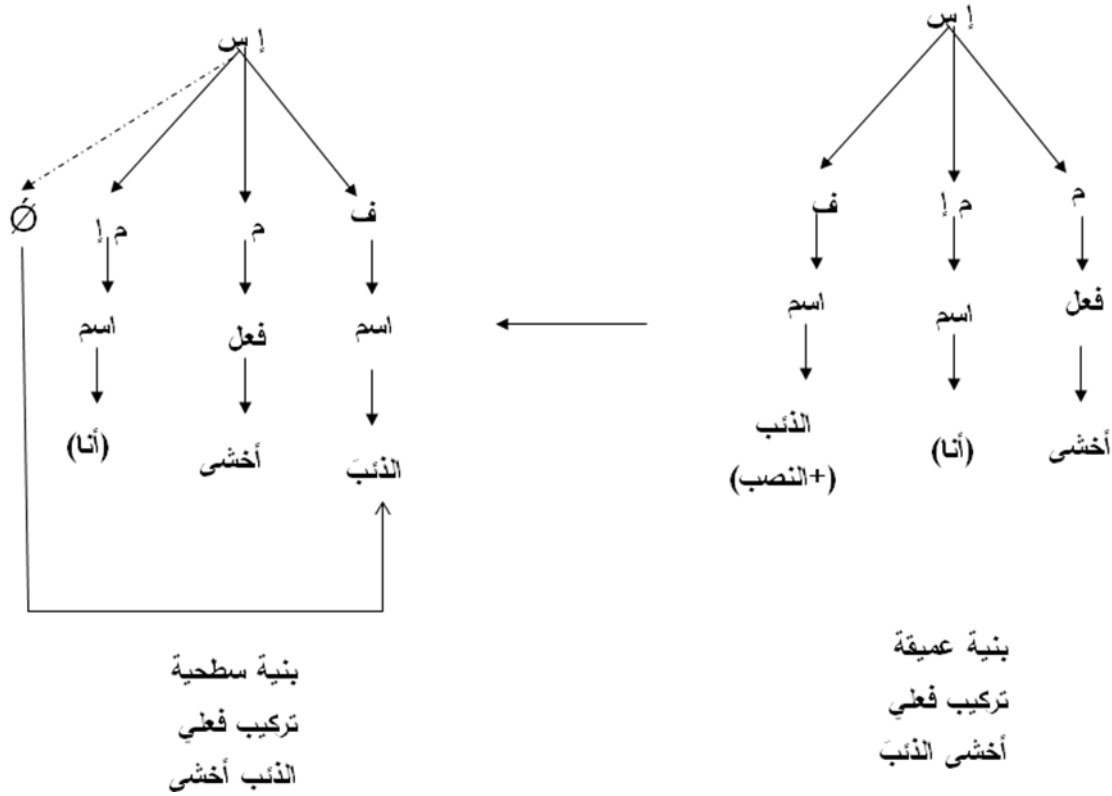 إ س
م
م إ
ف
فعل
اسم
اسم
أخشى
(أنا)
الذئب
(+النصب)
بنية عميقة
تركيب فعلي
أخشى الذئبَ
إ س
ف
م
م إ
Ǿ
اسم
فعل
اسم
الذئبَ
أخشى
(أنا)
بنية سطحية
تركيب فعلي
الذئب أخشى